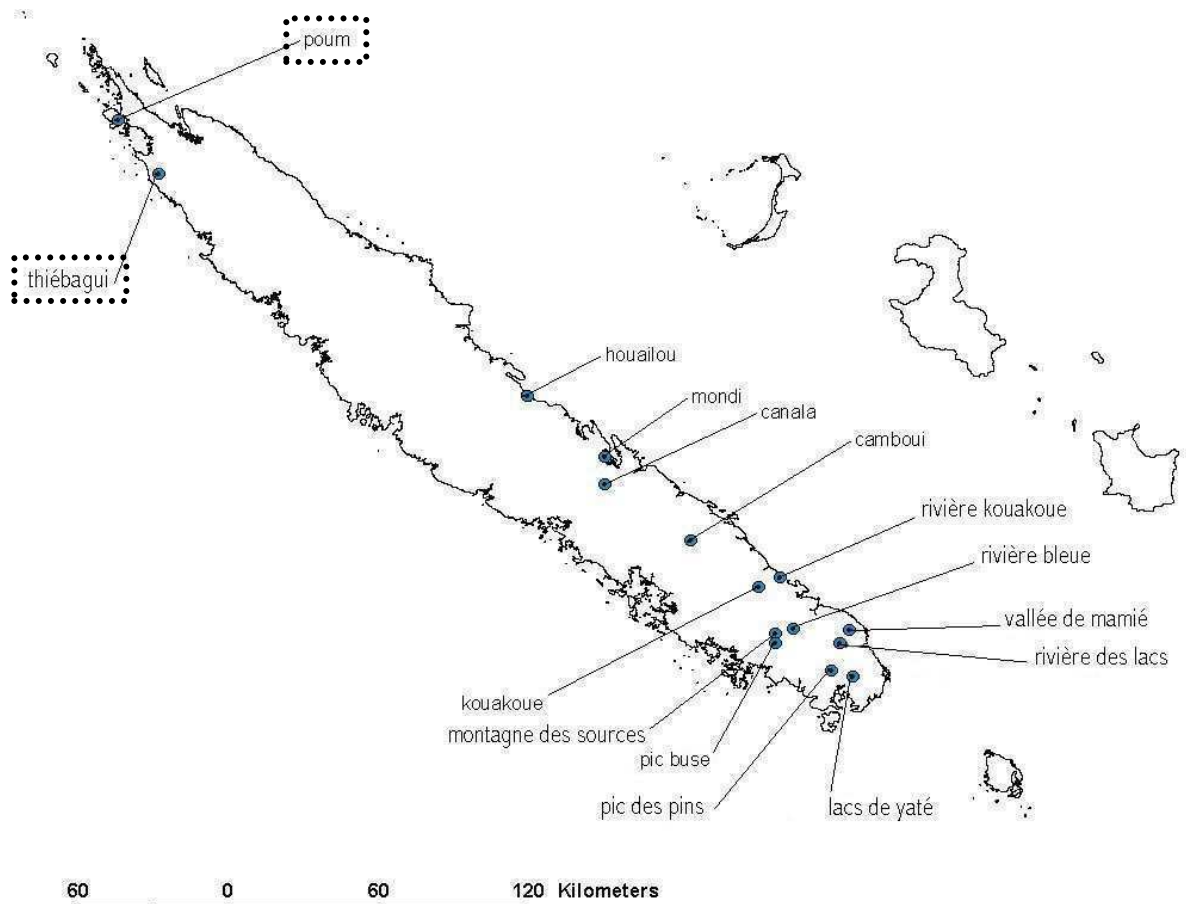 poum
thiébagui
houailou
mondi
canala
camboui
rivière kouakoue
rivière bleue
vallée de mamié
rivière des lacs
kouakoue
montagne des sources
pic buse
pic des pins
lacs de yaté
60 0 60 120 Kilometers